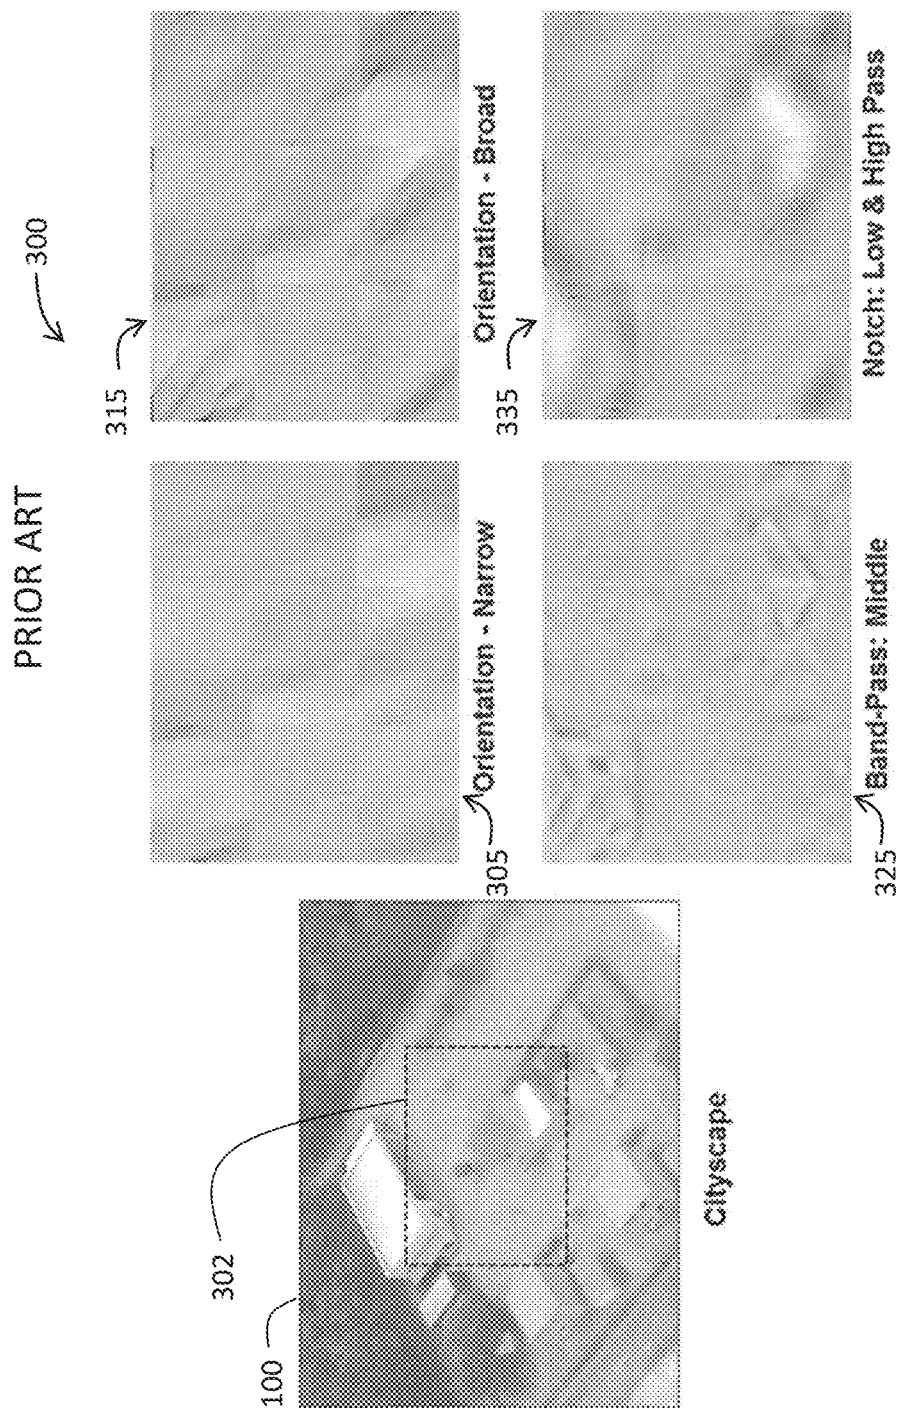 PRIOR ART
300
100
302
Cityscape
305
Orientation - Narrow
315
Orientation - Broad
325
Band-Pass: Middle
335
Notch: Low & High Pass